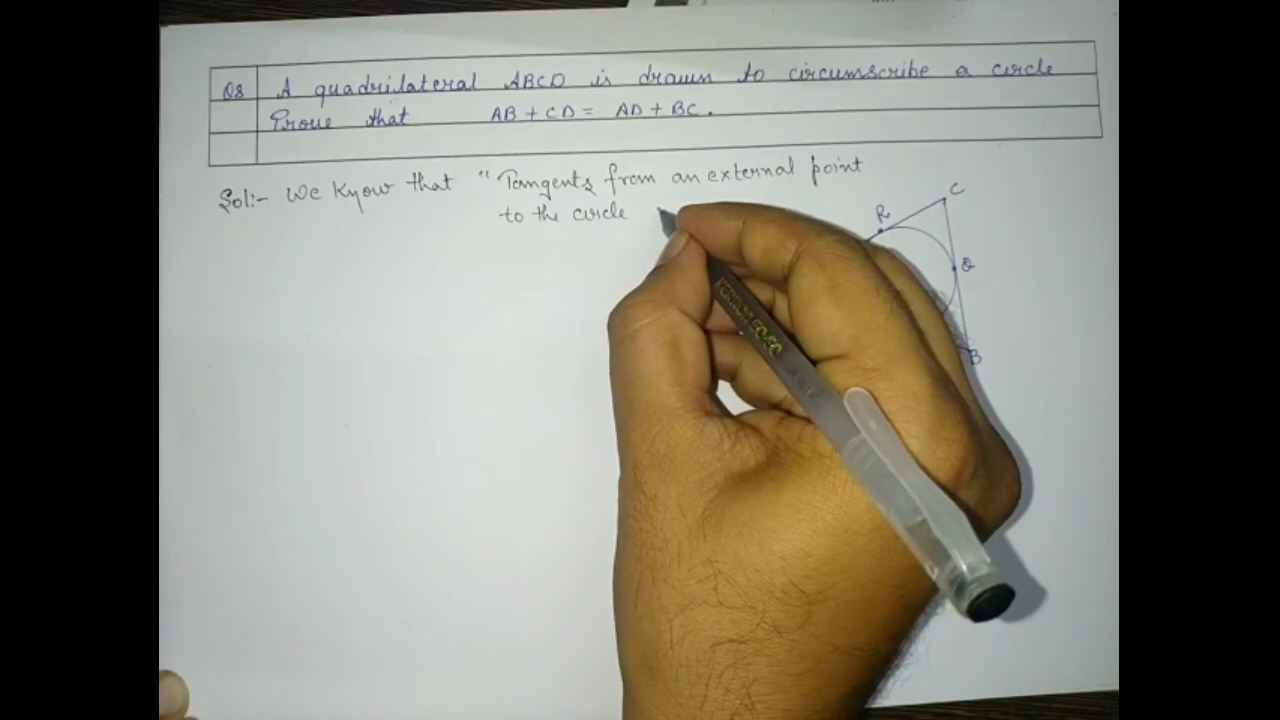 Q8 A quadrilateral ABCD is drawn to circumscribe a circle
Prove that AB + CD = AD + BC.
Sol:- We know that "Tangents from an external point
to the circle
C
R
Q
B